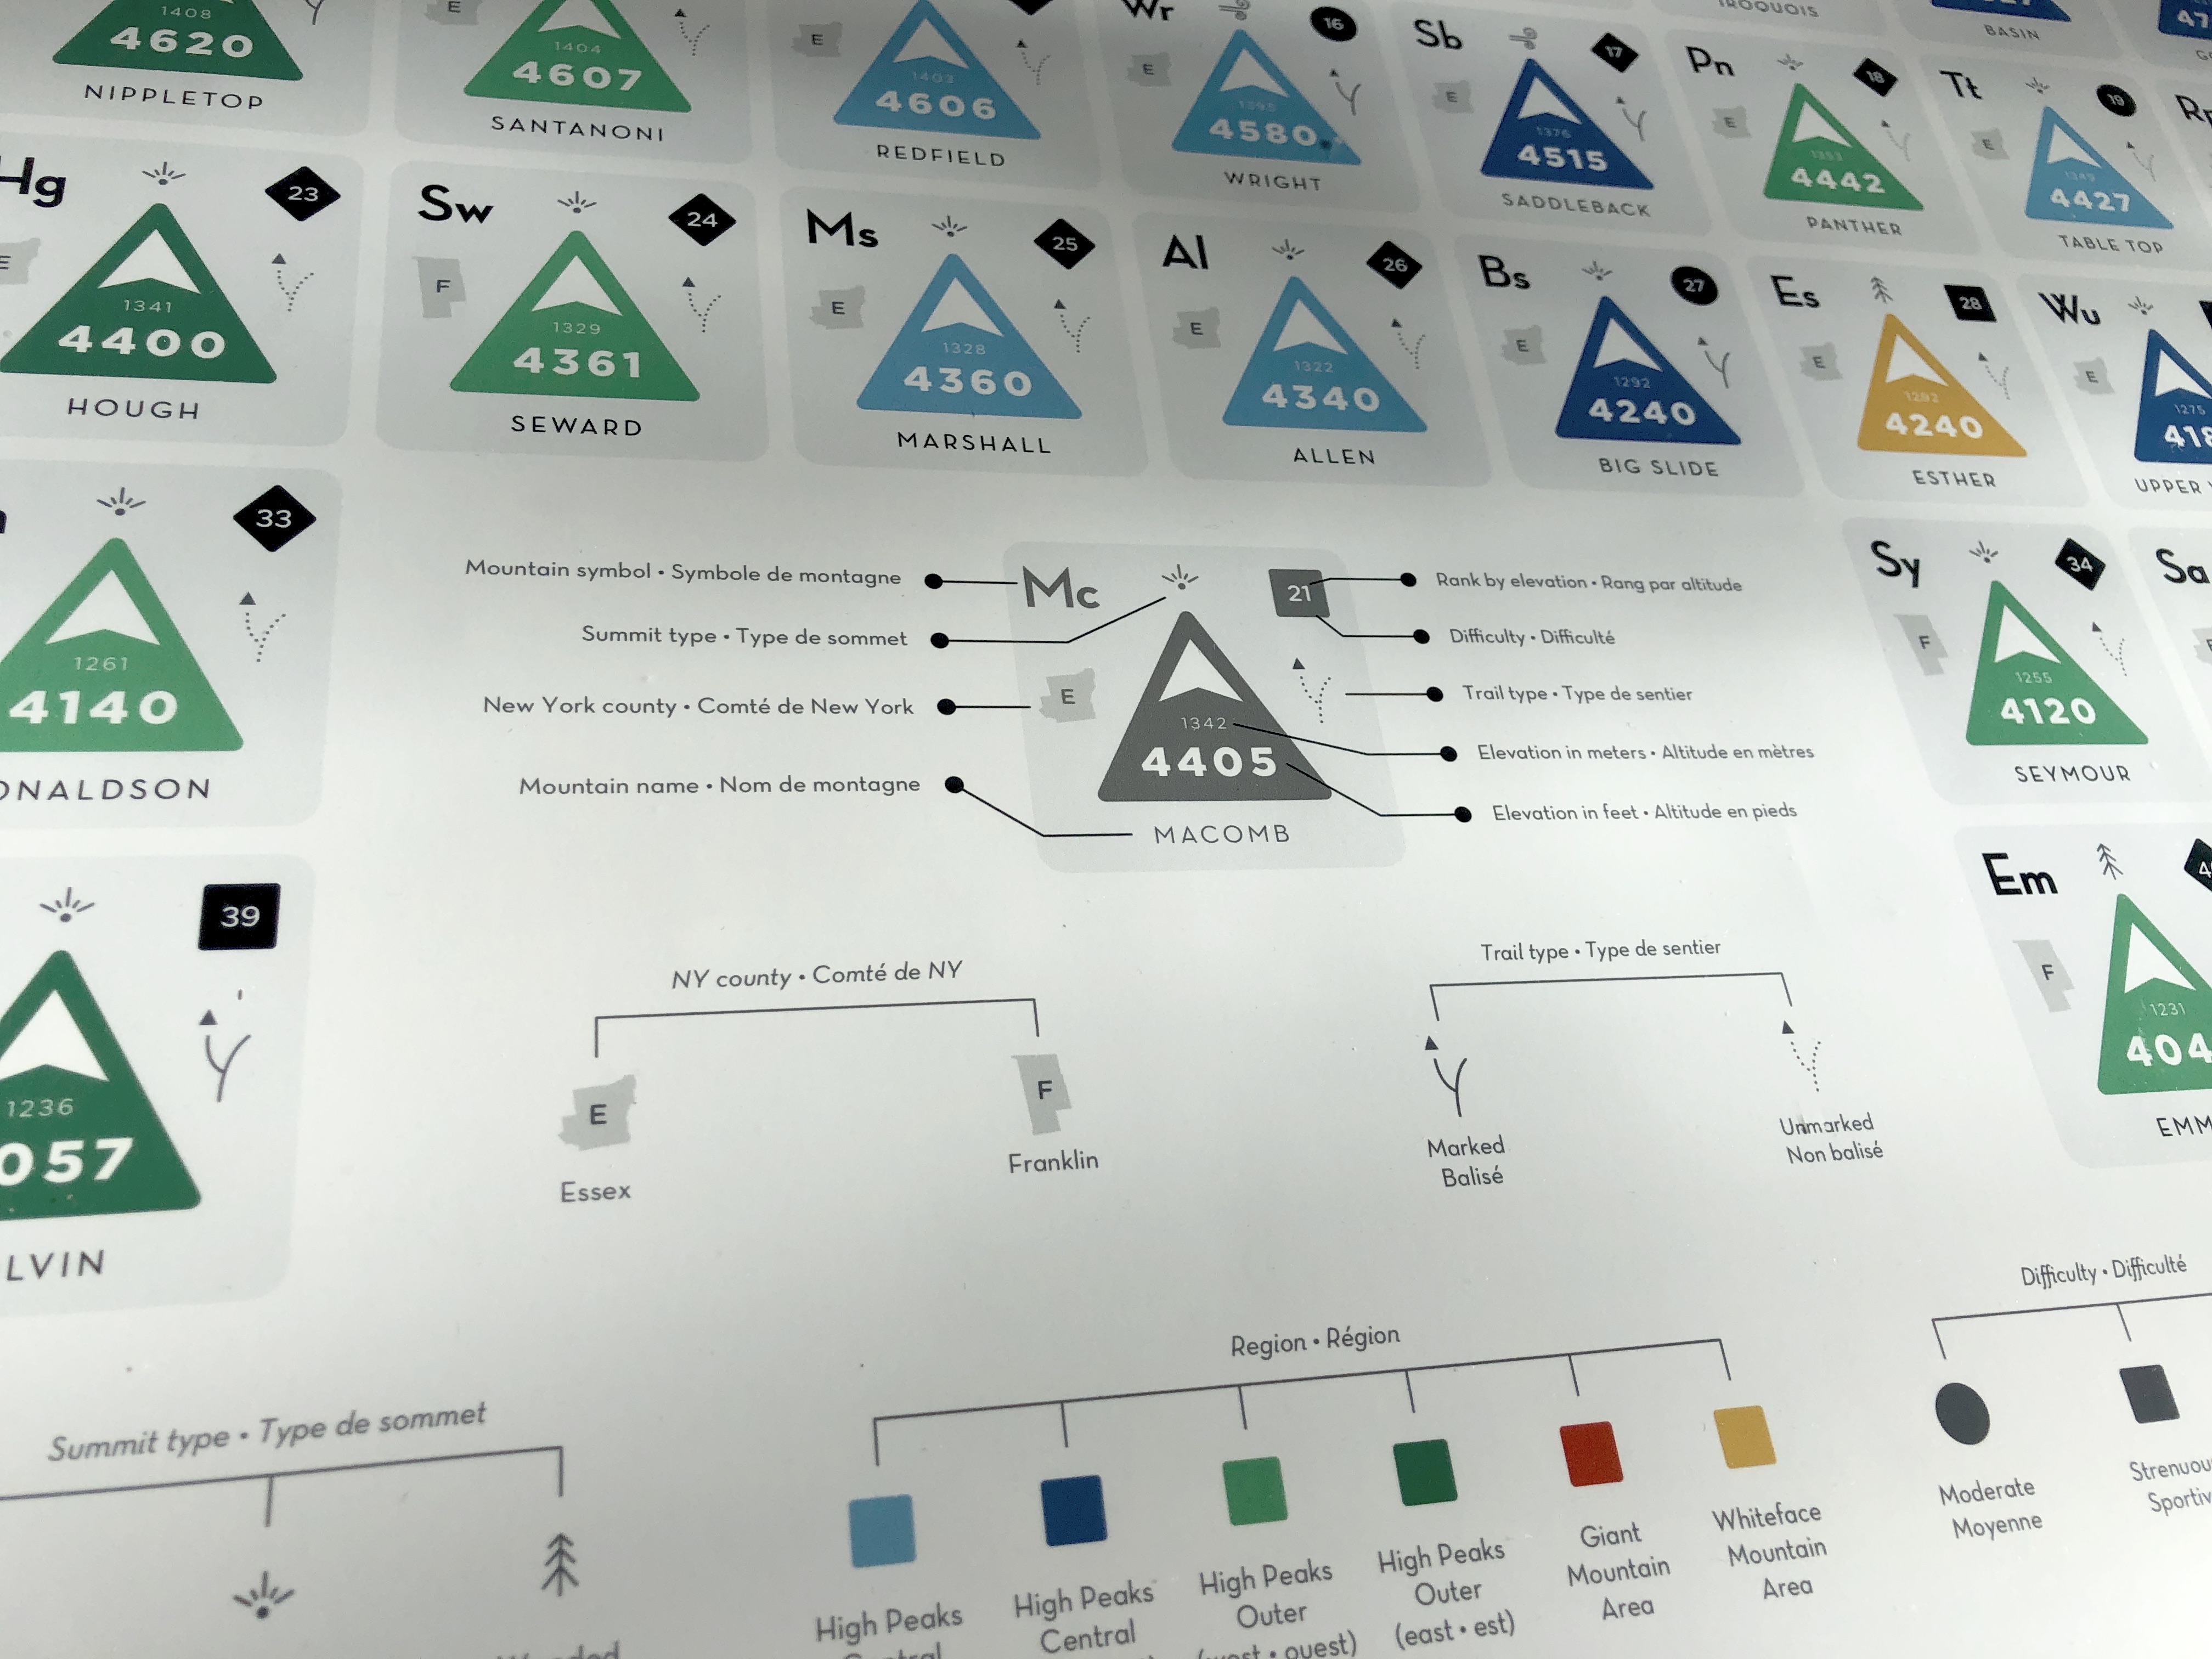 1408
4620
NIPPLETOP
E
1404
4607
SANTANONI
E
1403
4606
REDFIELD
Wr
16
E
4580
WRIGHT
Sb
17
E
1376
4515
SADDLEBACK
IROQUOIS
Pn
18
E
1353
4442
PANTHER
BASIN
Tt
19
E
1349
4427
TABLE TOP
47
Hg
23
E
1341
4400
HOUGH
Sw
24
F
1329
4361
SEWARD
Ms
25
E
1328
4360
MARSHALL
Al
26
E
1322
4340
ALLEN
Bs
27
E
1292
4240
BIG SLIDE
Es
28
E
1292
4240
ESTHER
Wu
E
1275
418
UPPER
33
1261
4140
ONALDSON
Mountain symbol • Symbole de montagne
Summit type • Type de sommet
New York county • Comté de New York
Mountain name • Nom de montagne
Mc
21
E
1342
4405
MACOMB
Rank by elevation • Rang par altitude
Difficulty • Difficulté
Trail type • Type de sentier
Elevation in meters • Altitude en mètres
Elevation in feet • Altitude en pieds
Sy
34
F
1255
4120
SEYMOUR
Sa
39
1236
057
LVIN
NY county • Comté de NY
E
Essex
F
Franklin
Trail type • Type de sentier
Marked
Balisé
Unmarked
Non balisé
Em
4
F
1231
404
EMM
Summit type • Type de sommet
Region • Région
High Peaks
High Peaks
Central
High Peaks
Outer
ouest)
High Peaks
Outer
(east • est)
Giant
Mountain
Area
Whiteface
Mountain
Area
Difficulty • Difficulté
Moderate
Moyenne
Strenuou
Sportiv